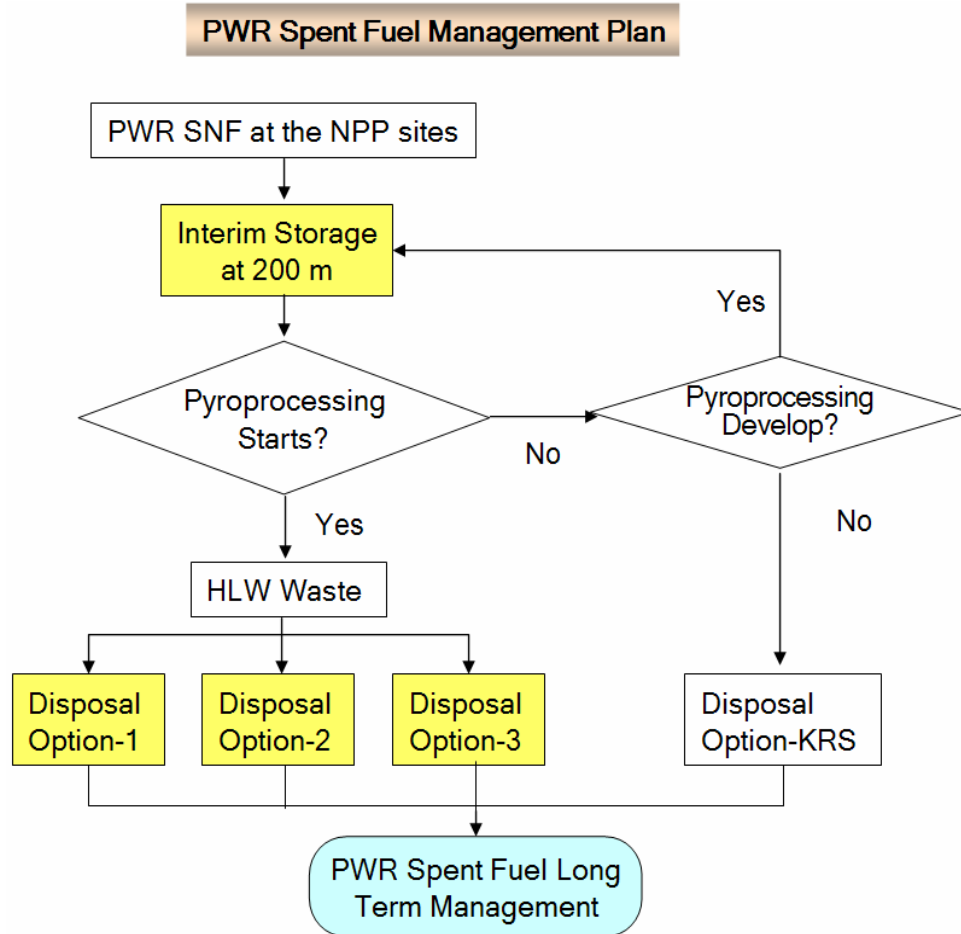 PWR Spent Fuel Management Plan
PWR SNF at the NPP sites
Interim Storage
at 200 m
Yes
Pyroprocessing
Starts?
Pyroprocessing
Develop?
No
Yes
No
HLW Waste
Disposal
Option-1
Disposal
Option-2
Disposal
Option-3
Disposal
Option-KRS
PWR Spent Fuel Long
Term Management